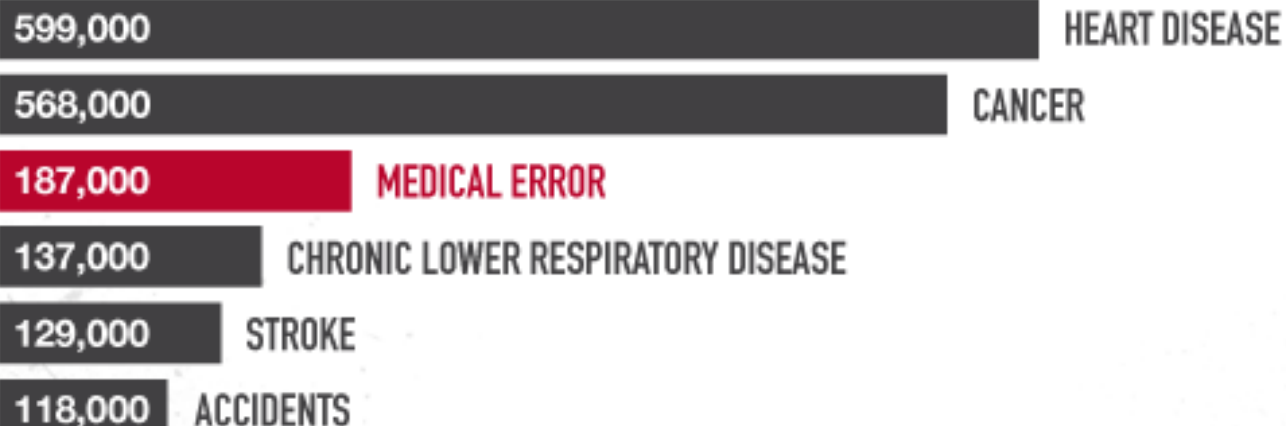 599,000 HEART DISEASE
568,000 CANCER
187,000 MEDICAL ERROR
137,000 CHRONIC LOWER RESPIRATORY DISEASE
129,000 STROKE
118,000 ACCIDENTS